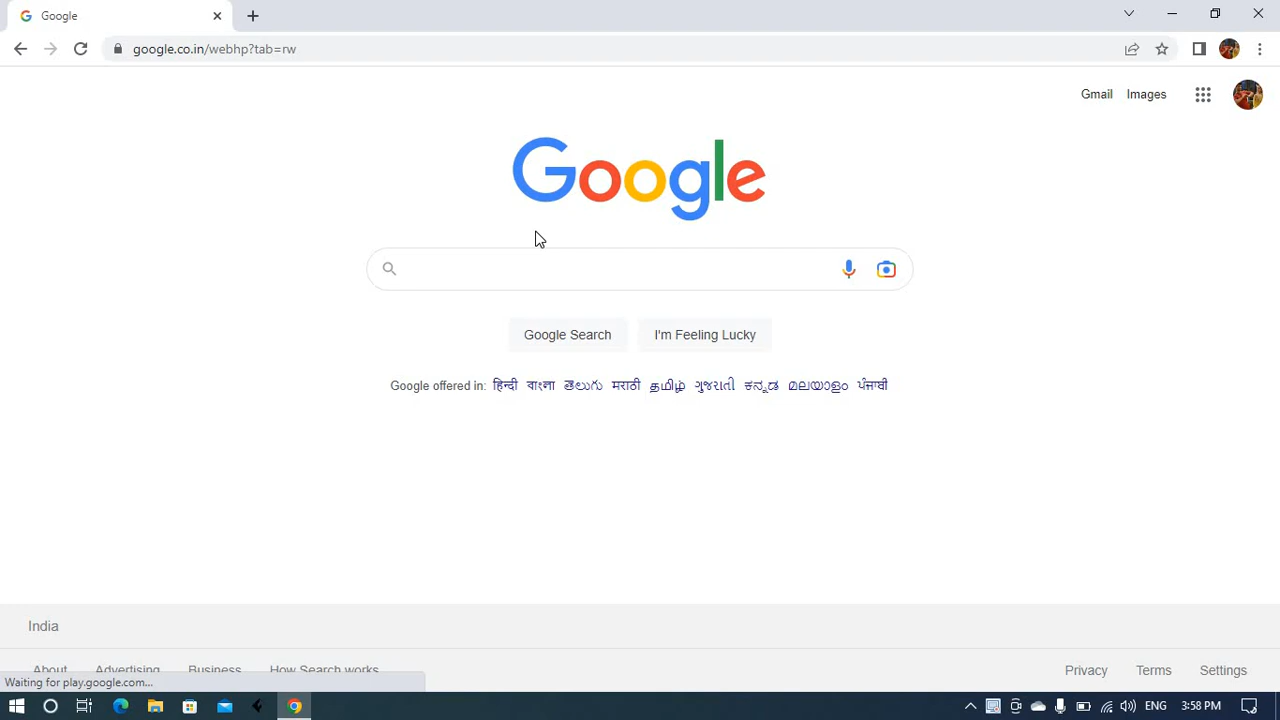 Google
google.co.in/webhp?tab=rw
Gmail Images
Google
Google Search I'm Feeling Lucky
Google offered in: हिन्दी বাংলা తెలుగు मराठी தமிழ் ગુજરાતી ಕನ್ನಡ മലയാളം ਪੰਜਾਬੀ
India
About Advertising Business How Search works Privacy Terms Settings
Waiting for play.google.com...
ENG 3:58 PM